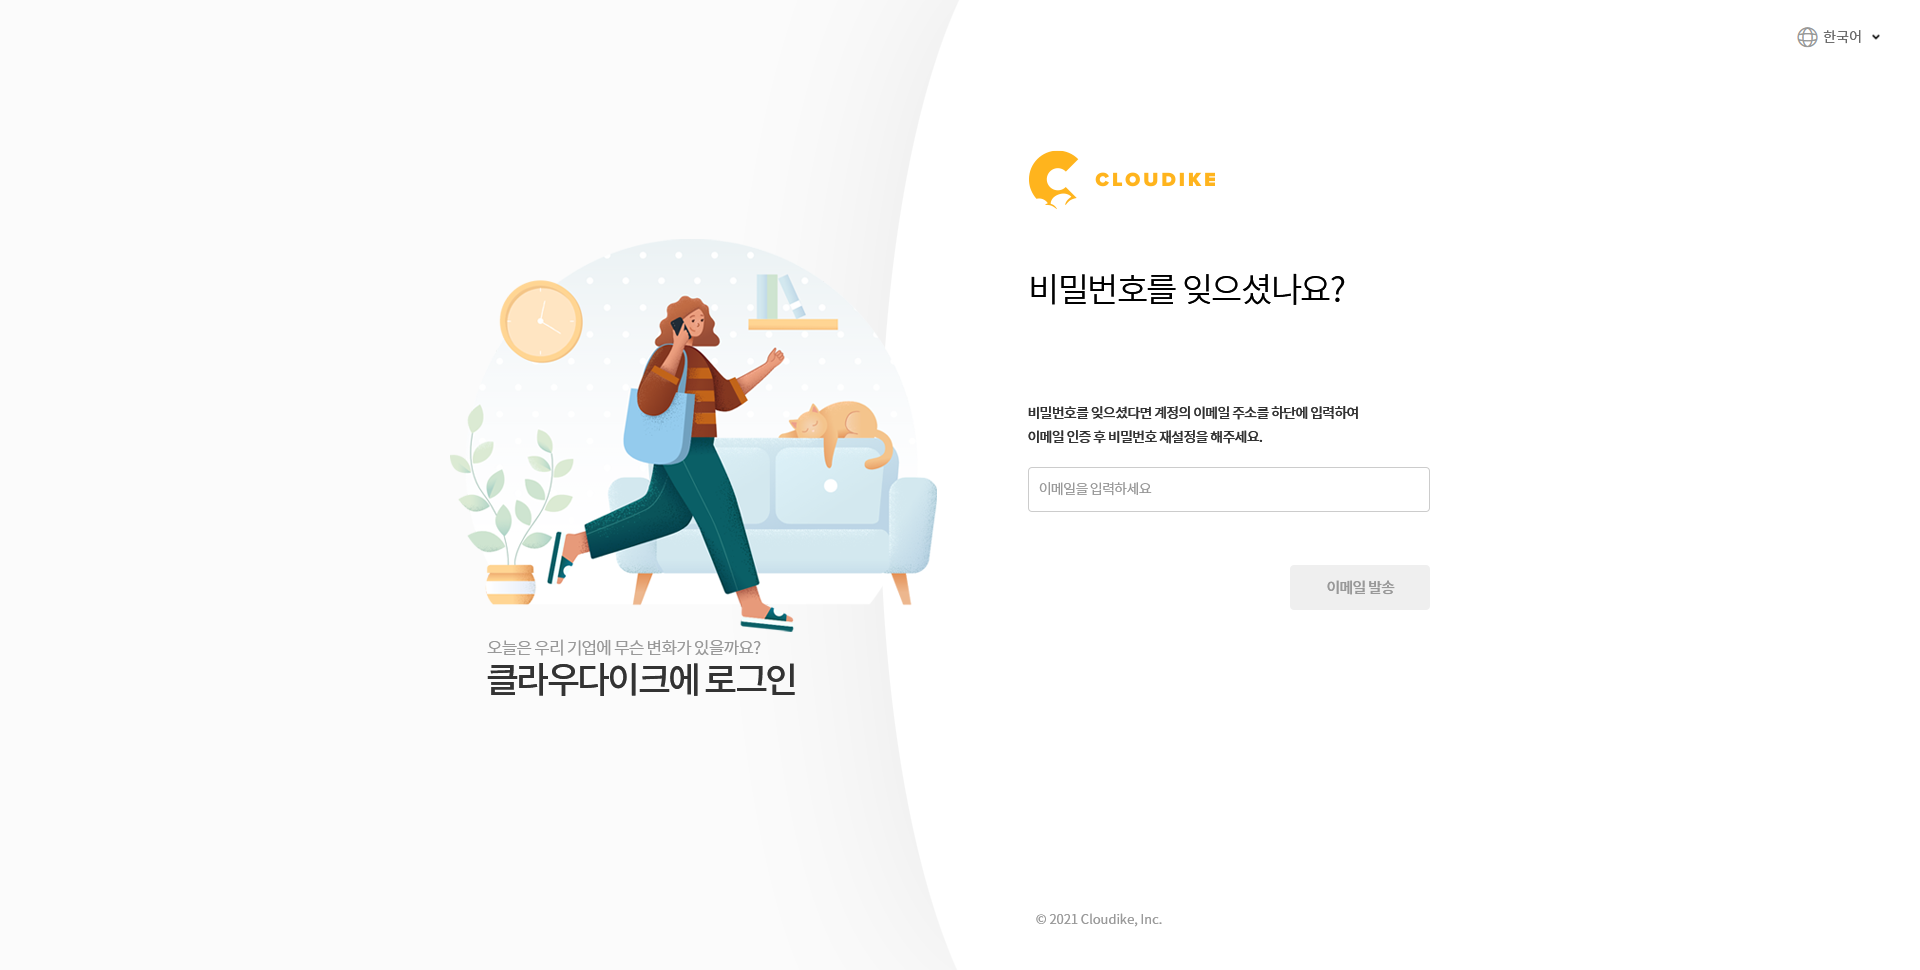 한국어
CLOUDIKE
비밀번호를 잊으셨나요?
비밀번호를 잊으셨다면 계정의 이메일 주소를 하단에 입력하여
이메일 인증 후 비밀번호 재설정을 해주세요.
이메일을 입력하세요
이메일 발송
오늘은 우리 기업에 무슨 변화가 있을까요?
클라우다이크에 로그인
© 2021 Cloudike, Inc.